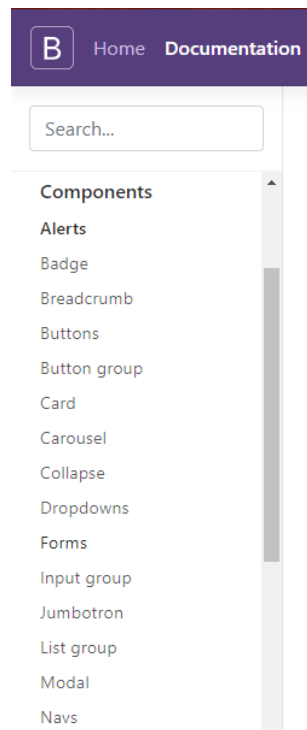 B Home Documentation
Search...
Components
Alerts
Badge
Breadcrumb
Buttons
Button group
Card
Carousel
Collapse
Dropdowns
Forms
Input group
Jumbotron
List group
Modal
Navs